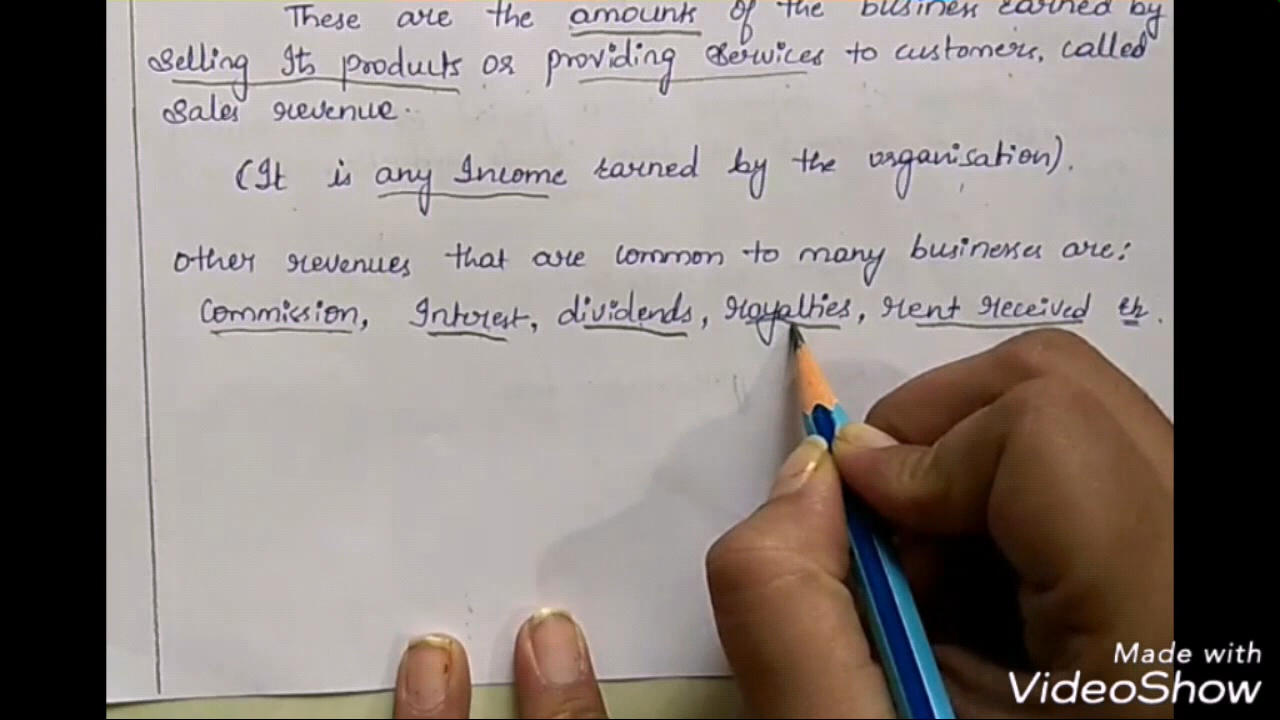 These are the amounts of the business earned by
selling Its products or providing services to customers, called
sales revenue.
(It is any Income earned by the organisation).
Other revenues that are common to many businesses are:
Commission, Interest, dividends, royalties, rent received etc.
Made with
VideoShow